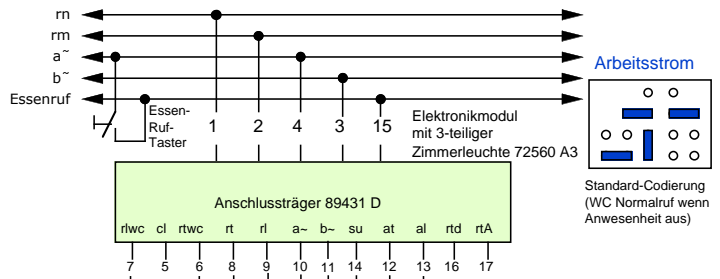 rn
rm
a~
b~
Essenruf
Essen-
Ruf-
Taster
1 2 4 3 15
Elektronikmodul
mit 3-teiliger
Zimmerleuchte 72560 A3
Arbeitsstrom
Standard-Codierung
(WC Normalruf wenn
Anwesenheit aus)
Anschlussträger 89431 D
rlwc cl rtwc rt rl a~ b~ su at al rtd rtA
7 5 6 8 9 10 11 14 12 13 16 17